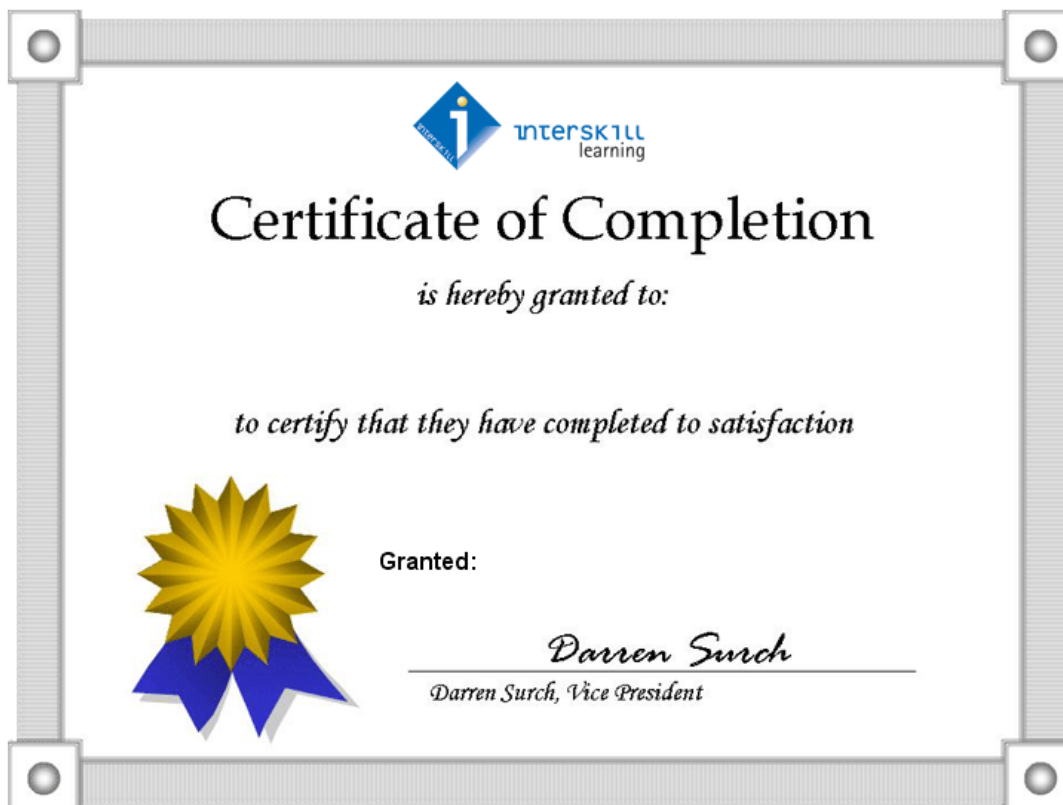 interskill
interskill
learning
Certificate of Completion
is hereby granted to:
to certify that they have completed to satisfaction
Granted:
Darren Surch
Darren Surch, Vice President